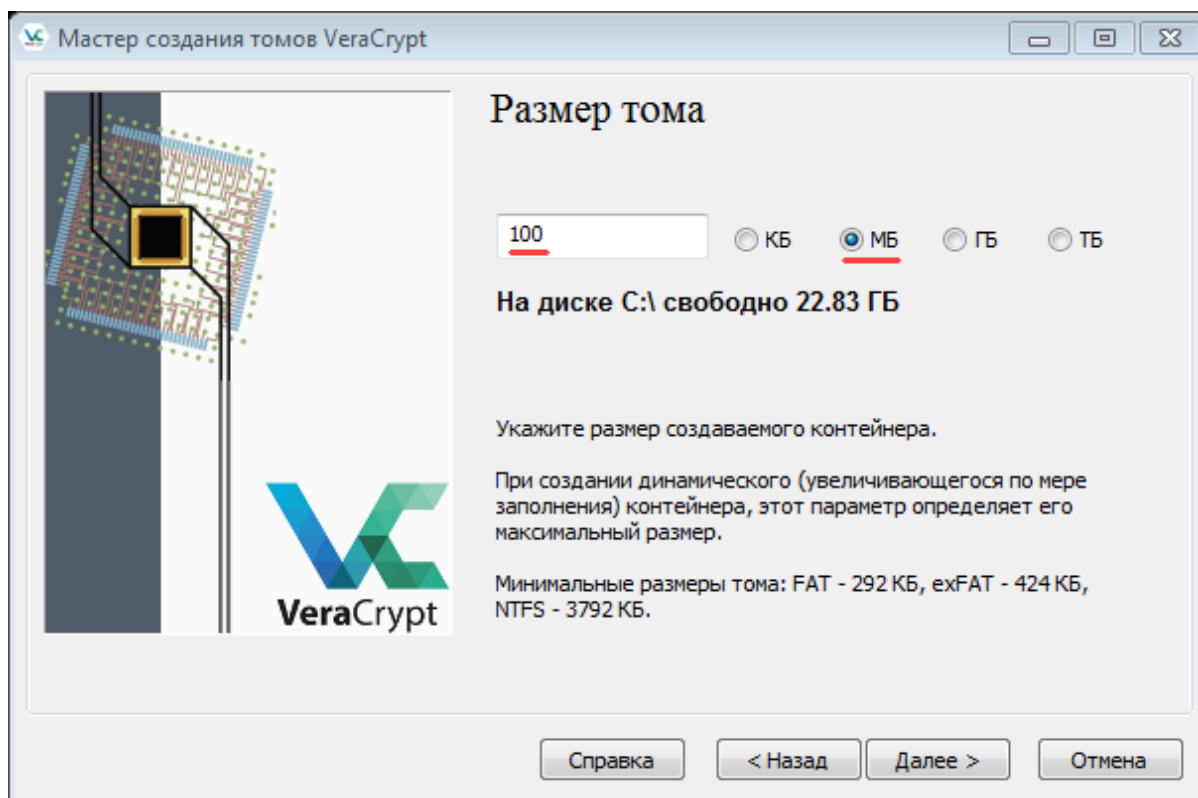 Мастер создания томов VeraCrypt
Размер тома
100 КБ МБ ГБ ТБ
На диске C:\ свободно 22.83 ГБ
Укажите размер создаваемого контейнера.
При создании динамического (увеличивающегося по мере
заполнения) контейнера, этот параметр определяет его
максимальный размер.
Минимальные размеры тома: FAT - 292 КБ, exFAT - 424 КБ,
NTFS - 3792 КБ.
VeraCrypt
Справка < Назад Далее > Отмена